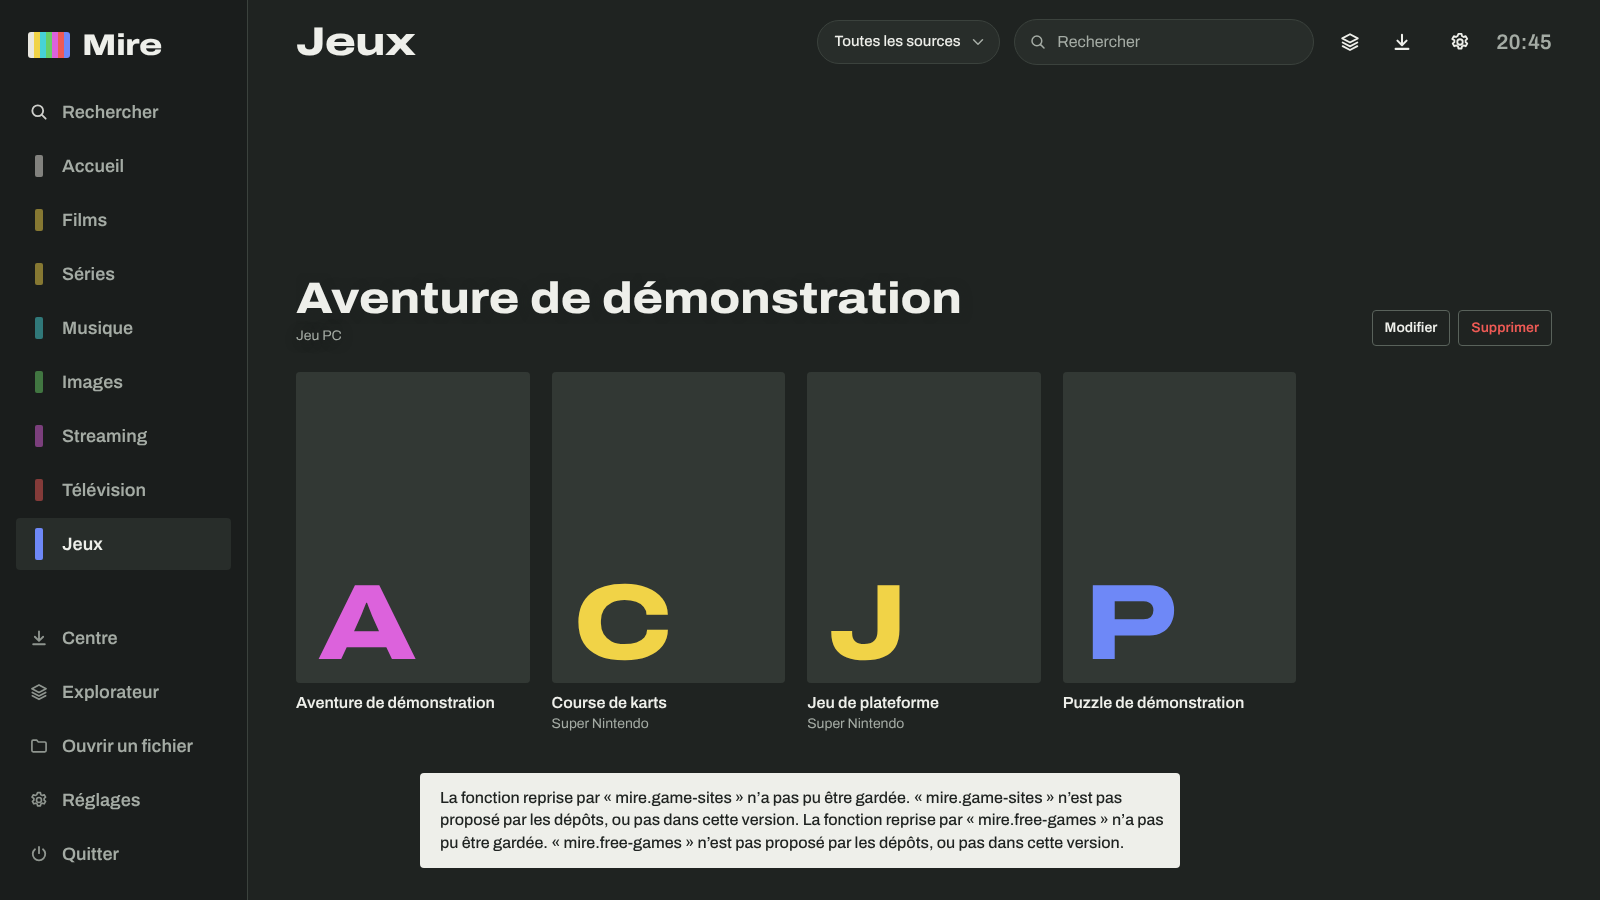 Mire
Rechercher
Accueil
Films
Séries
Musique
Images
Streaming
Télévision
Jeux
Centre
Explorateur
Ouvrir un fichier
Réglages
Quitter
Jeux
Toutes les sources
Rechercher
20:45
Aventure de démonstration
Jeu PC
Modifier
Supprimer
A
C
J
P
Aventure de démonstration
Course de karts
Super Nintendo
Jeu de plateforme
Super Nintendo
Puzzle de démonstration
La fonction reprise par « mire.game-sites » n’a pas pu être gardée. « mire.game-sites » n’est pas
proposé par les dépôts, ou pas dans cette version. La fonction reprise par « mire.free-games » n’a pas
pu être gardée. « mire.free-games » n’est pas proposé par les dépôts, ou pas dans cette version.